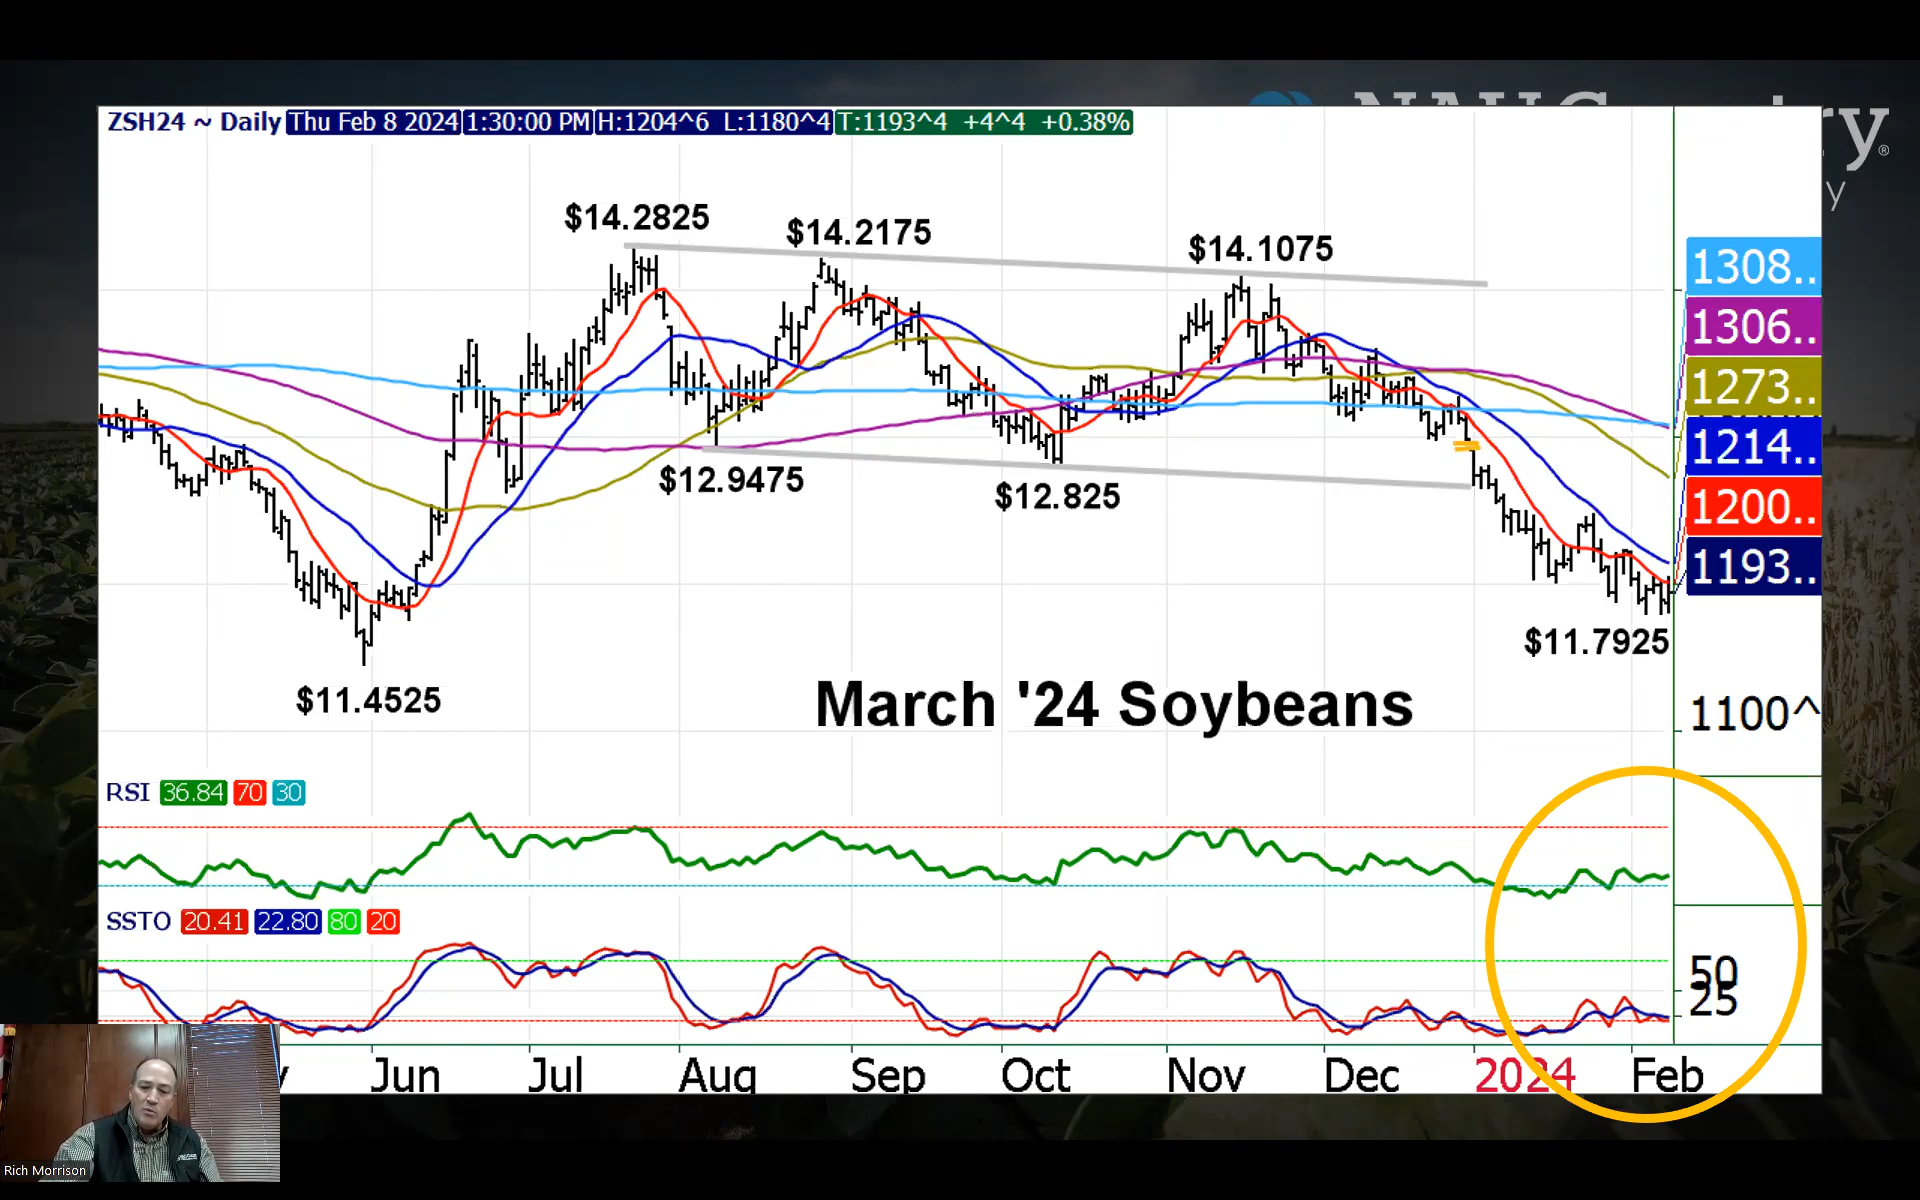 ZSH24 ~ Daily Thu Feb 8 2024 1:30:00 PM H:1204^6 L:1180^4 T:1193^4 +4^4 +0.38%
$14.2825
$14.2175
$14.1075
1308..
1306..
1273..
1214..
1200..
1193..
$12.9475
$12.825
$11.7925
$11.4525
March '24 Soybeans
1100^
RSI 36.84 70 30
SSTO 20.41 22.80 80 20
50
25
Jun Jul Aug Sep Oct Nov Dec 2024 Feb
Rich Morrison